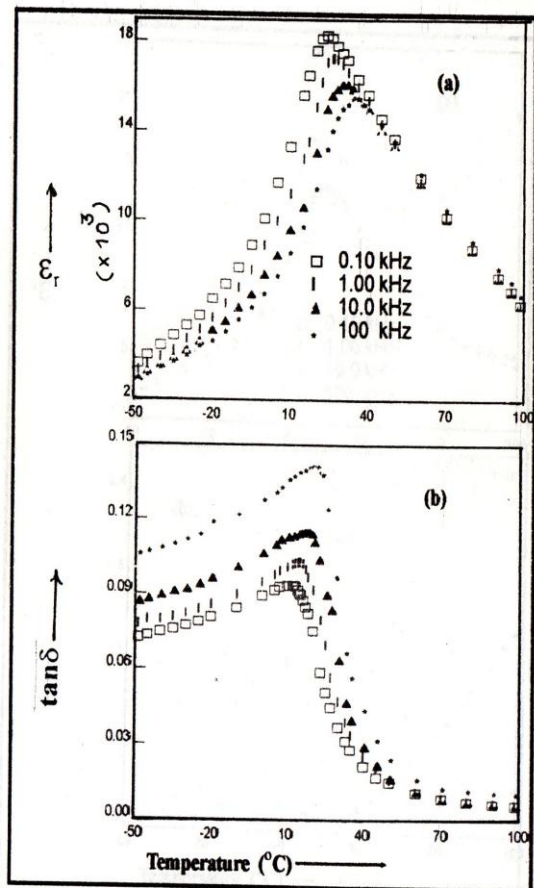 18
(a)
14
εr ⟶
(×10³)
10
□ 0.10 kHz
| 1.00 kHz
▲ 10.0 kHz
* 100 kHz
6
2
-50 -20 10 40 70 100
0.15
(b)
0.12
0.09
tanδ ⟶
0.06
0.03
0.00
-50 -20 10 40 70 100
Temperature (°C) ⟶